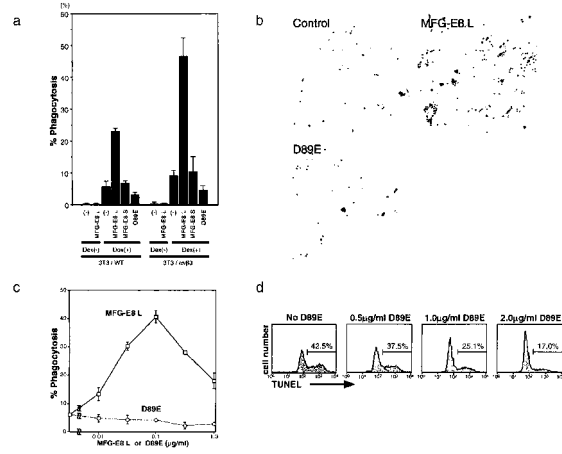 a
[%]
60
50
40
30
20
10
0
% Phagocytosis
(-)
MFG-E8 L
(-)
MFG-E8 L
MFG-E8 S
D89E
(-)
MFG-E8 L
(-)
MFG-E8 L
MFG-E8 S
D89E
Dex(-)
Dex(+)
Dex(-)
Dex(+)
3T3 / WT
b
Control
MFG-E8 L
D89E
c
50
40
30
20
10
0
% Phagocytosis
MFG-E8 L
D89E
0.01
0.1
MFG-E8 L or D89E (μg/ml)
d
No D89E
0.5μg/ml D89E
1.0μg/ml D89E
2.0μg/ml D89E
cell number
42.5%
37.5%
25.1%
17.0%
TUNEL